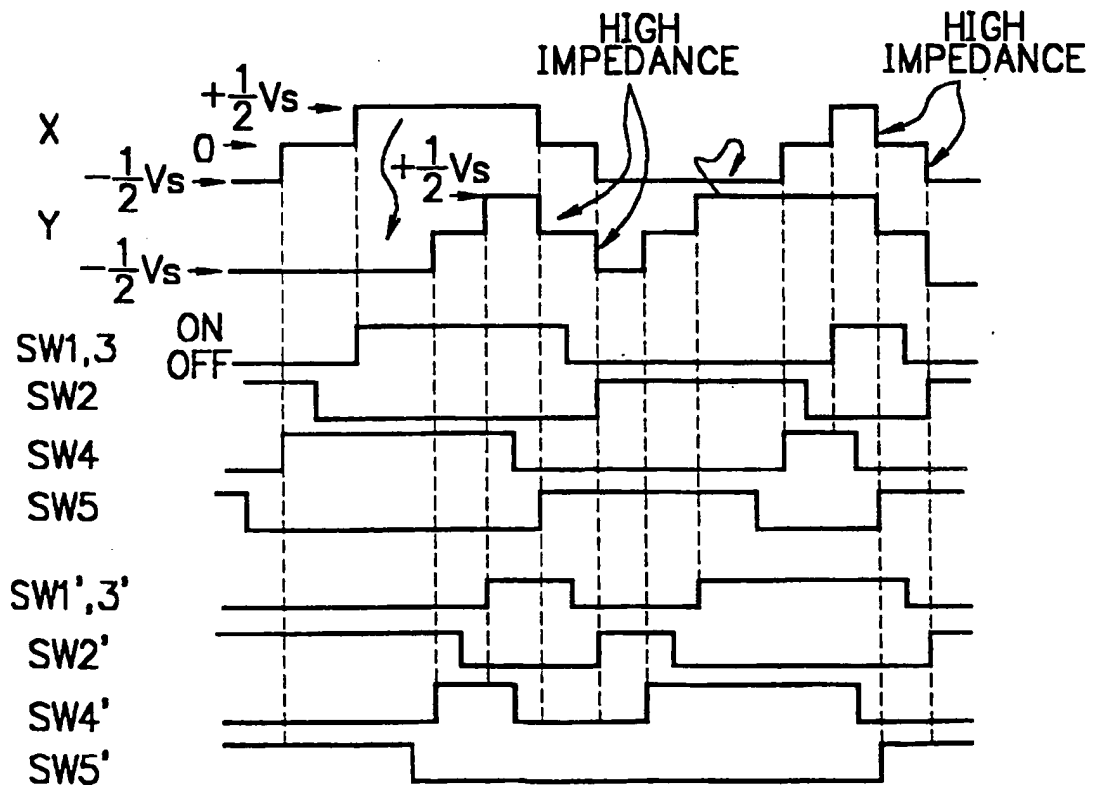 HIGH
IMPEDANCE
HIGH
IMPEDANCE
X
+1/2Vs
0
-1/2Vs
+1/2Vs
Y
-1/2Vs
SW1,3
ON
OFF
SW2
SW4
SW5
SW1',3'
SW2'
SW4'
SW5'